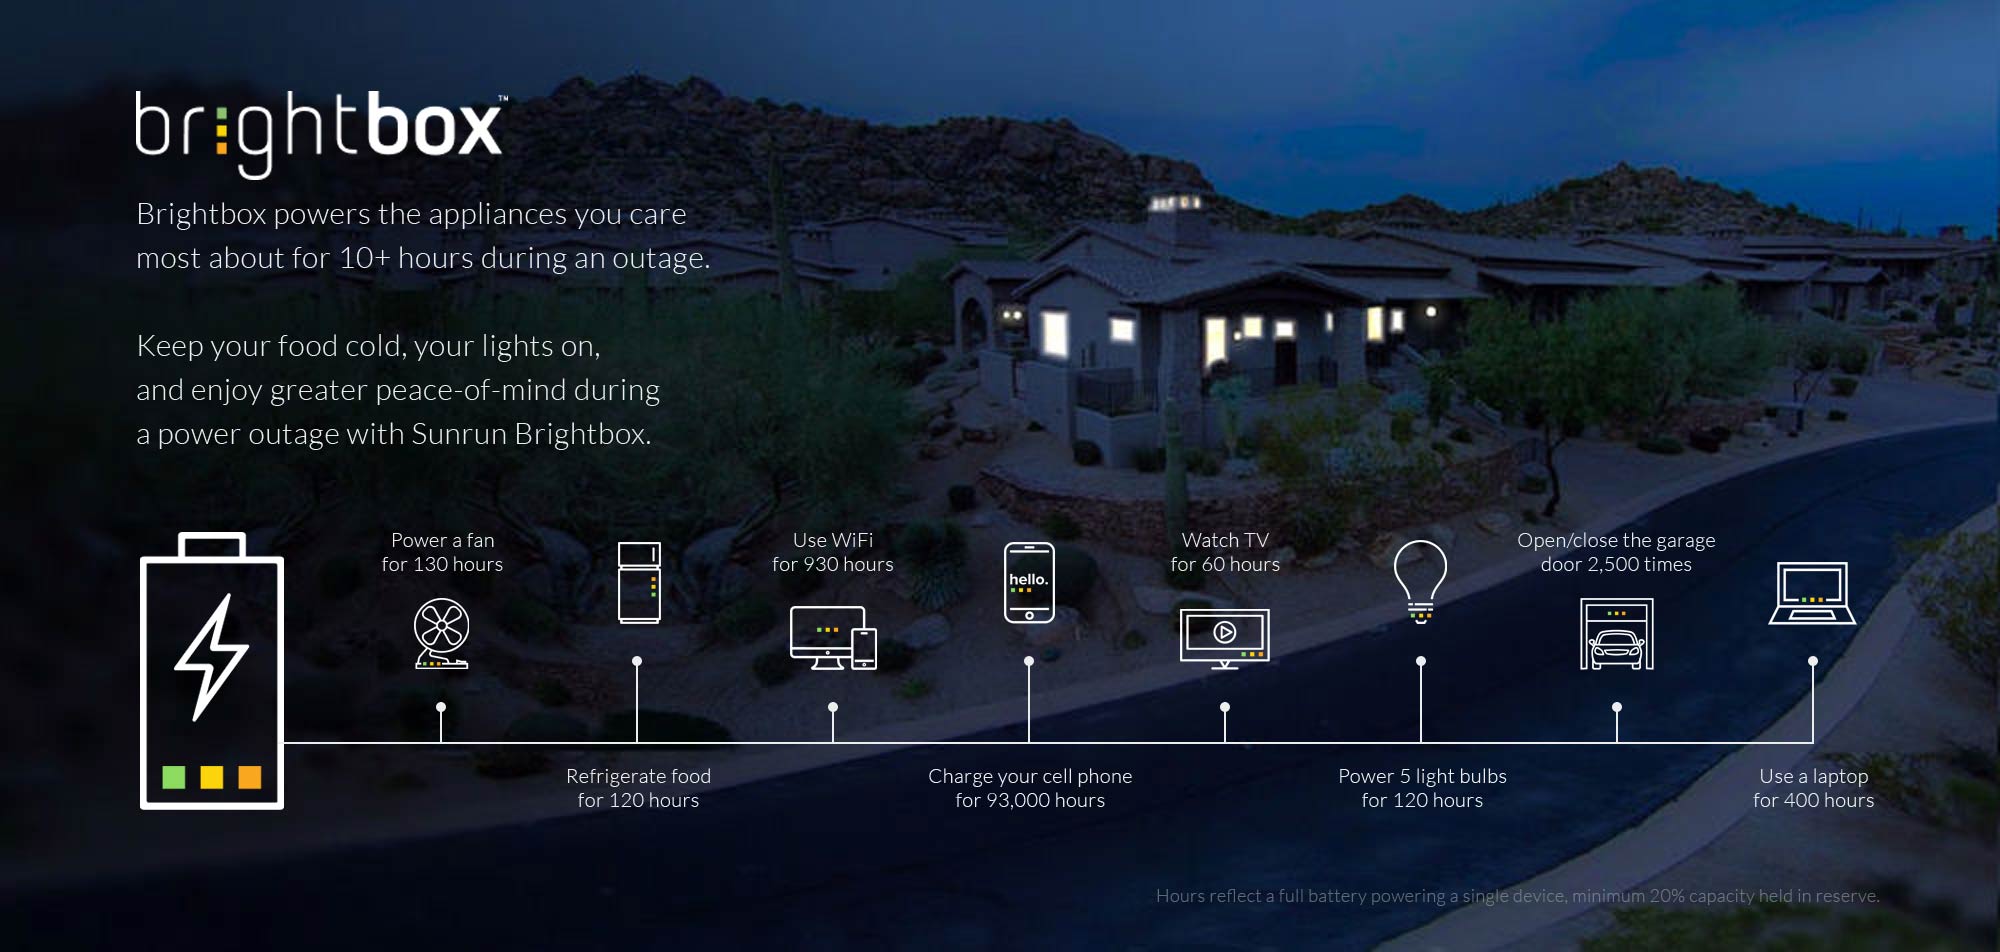 brightbox™
Brightbox powers the appliances you care
most about for 10+ hours during an outage.
Keep your food cold, your lights on,
and enjoy greater peace-of-mind during
a power outage with Sunrun Brightbox.
Power a fan
for 130 hours
Refrigerate food
for 120 hours
Use WiFi
for 930 hours
hello.
Charge your cell phone
for 93,000 hours
Watch TV
for 60 hours
Power 5 light bulbs
for 120 hours
Open/close the garage
door 2,500 times
Use a laptop
for 400 hours
Hours reflect a full battery powering a single device, minimum 20% capacity held in reserve.